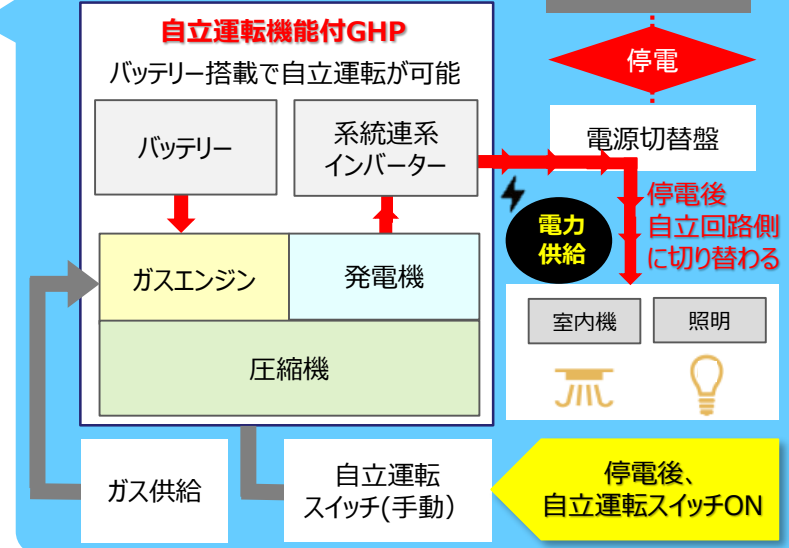 自立運転機能付GHP
バッテリー搭載で自立運転が可能
バッテリー
系統連系
インバーター
ガスエンジン
発電機
圧縮機
停電
電源切替盤
停電後
自立回路側
に切り替わる
電力
供給
室内機
照明
ガス供給
自立運転
スイッチ(手動）
停電後、
自立運転スイッチON